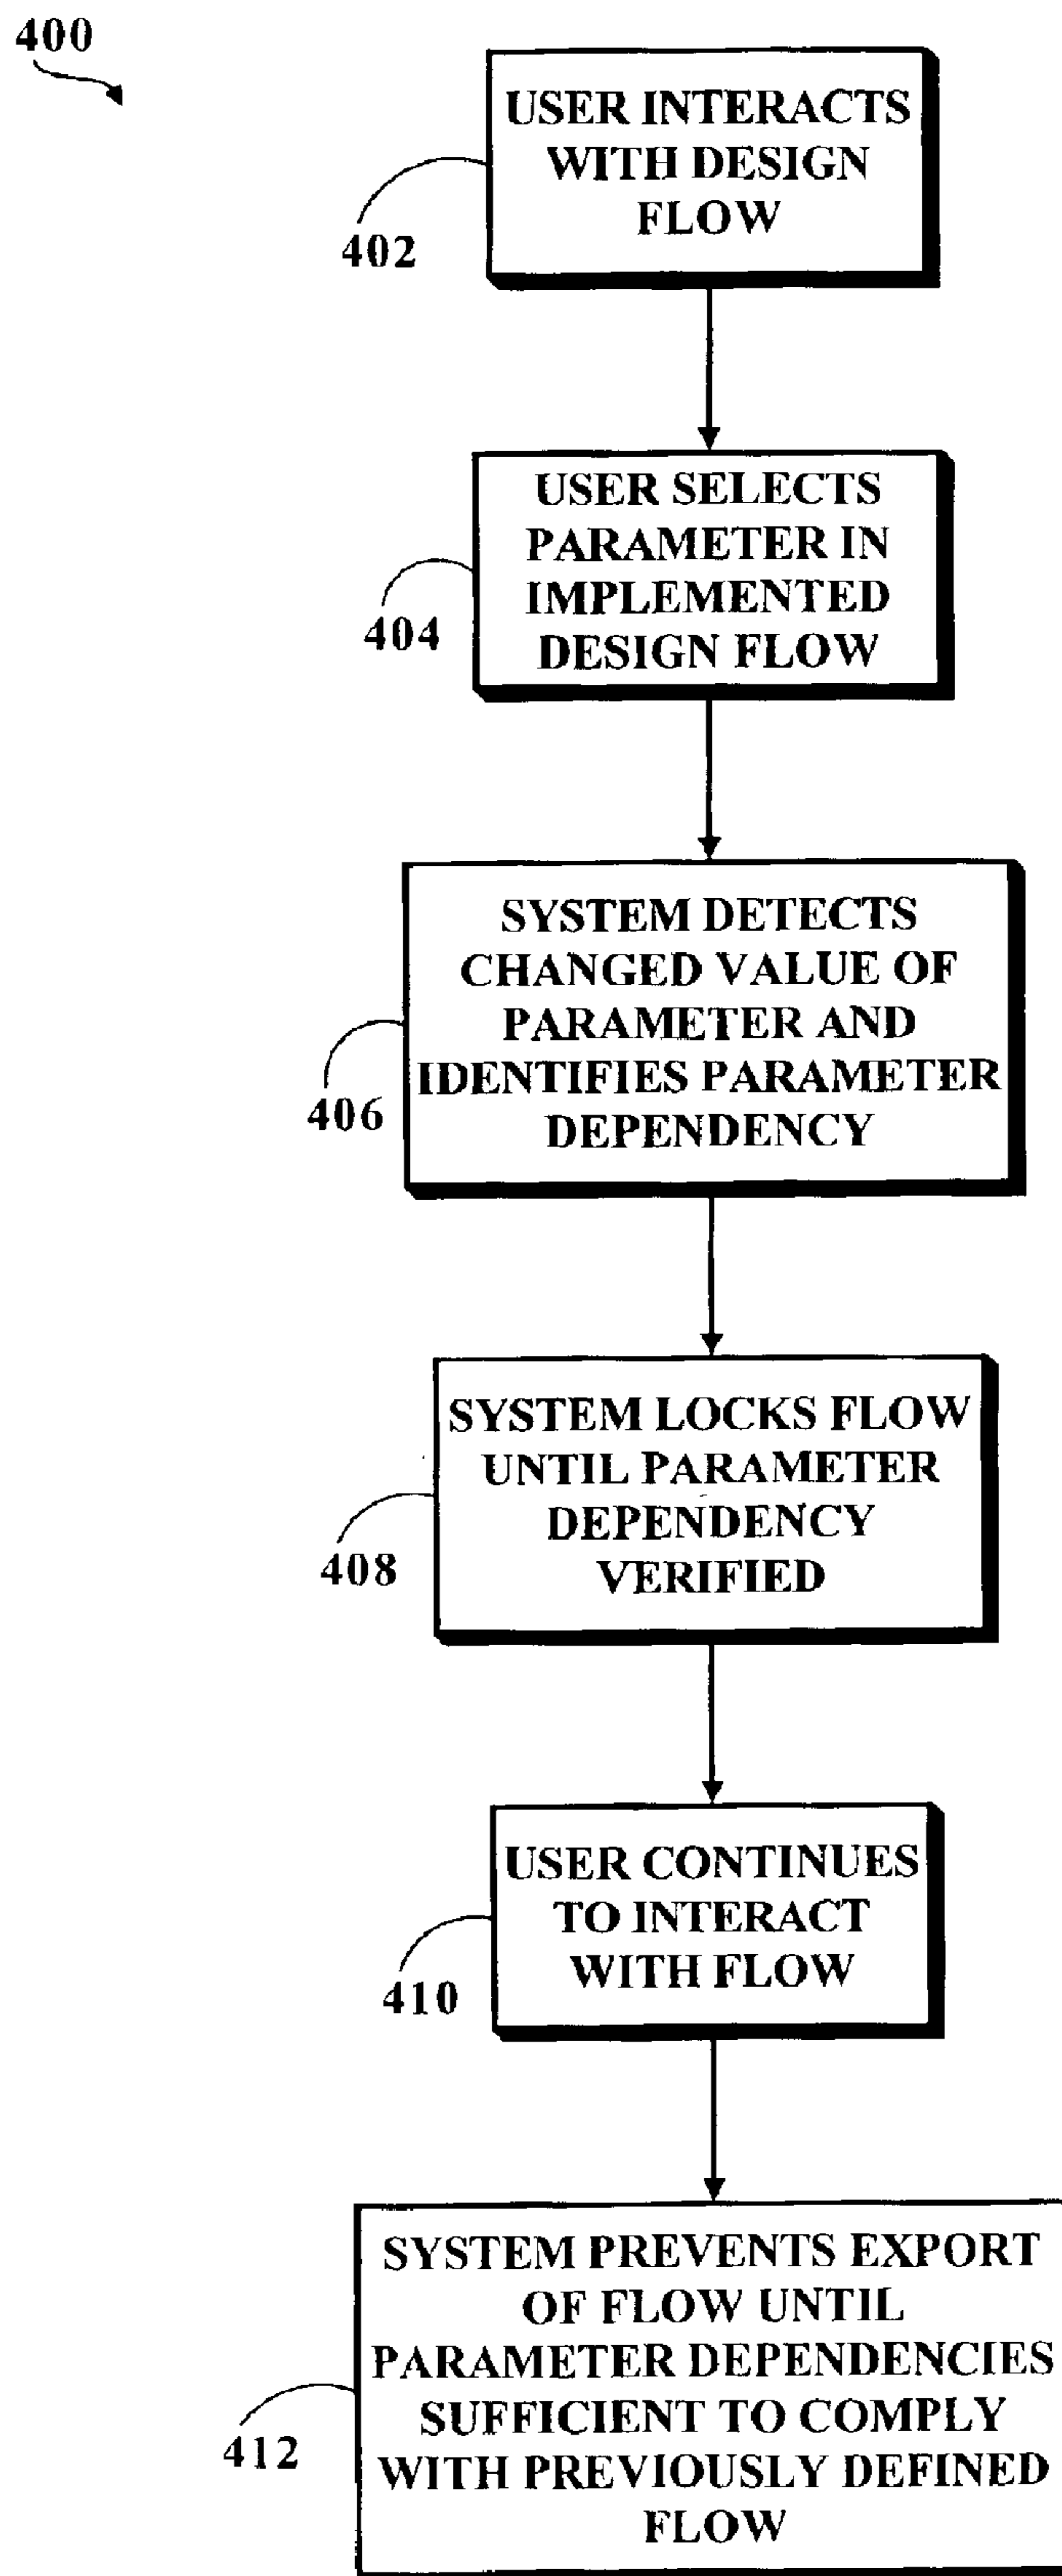 400
USER INTERACTS
WITH DESIGN
FLOW
402
USER SELECTS
PARAMETER IN
IMPLEMENTED
DESIGN FLOW
404
SYSTEM DETECTS
CHANGED VALUE OF
PARAMETER AND
IDENTIFIES PARAMETER
DEPENDENCY
406
SYSTEM LOCKS FLOW
UNTIL PARAMETER
DEPENDENCY
VERIFIED
408
USER CONTINUES
TO INTERACT
WITH FLOW
410
SYSTEM PREVENTS EXPORT
OF FLOW UNTIL
PARAMETER DEPENDENCIES
SUFFICIENT TO COMPLY
WITH PREVIOUSLY DEFINED
FLOW
412